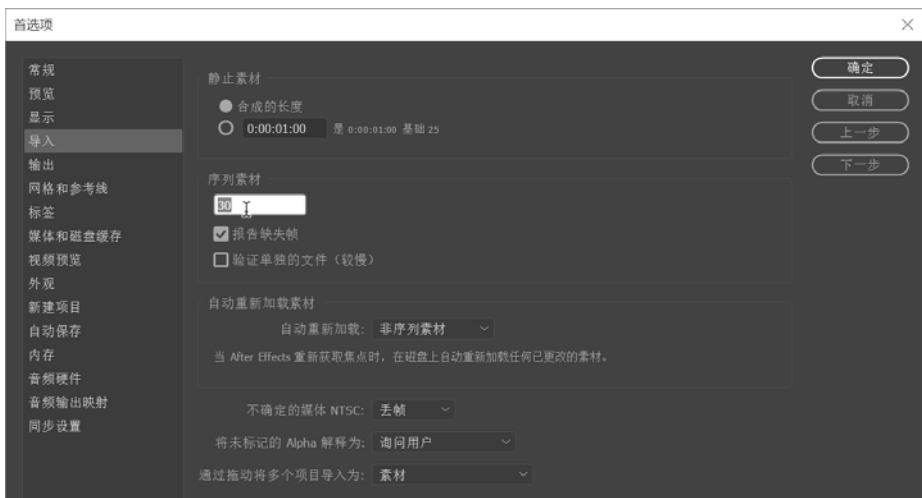 首选项
常规
预览
显示
导入
输出
网格和参考线
标签
媒体和磁盘缓存
视频预览
外观
新建项目
自动保存
内存
音频硬件
音频输出映射
同步设置
静止素材
合成的长度
0:00:01:00 是 0:00:01:00 基础 25
序列素材
30
报告缺失帧
验证单独的文件（较慢）
自动重新加载素材
自动重新加载: 非序列素材
当 After Effects 重新获取焦点时，在磁盘上自动重新加载任何已更改的素材。
不确定的媒体 NTSC: 丢帧
将未标记的 Alpha 解释为: 询问用户
通过拖动将多个项目导入为: 素材
确定
取消
上一步
下一步